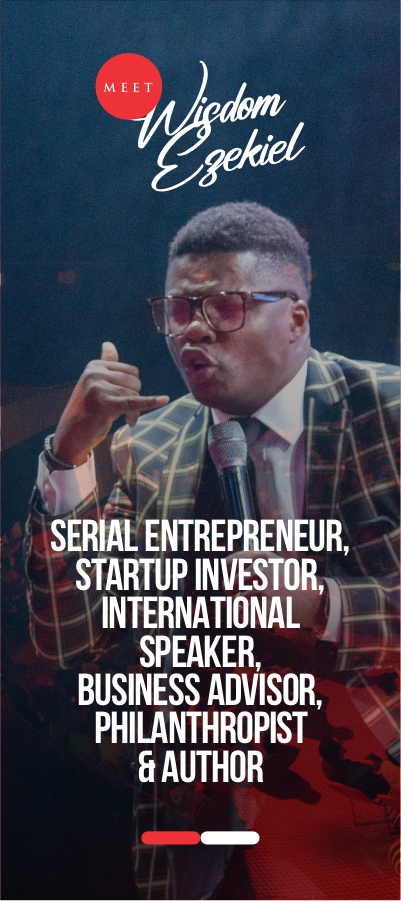 MEET
Wisdom
Ezekiel
SERIAL ENTREPRENEUR,
STARTUP INVESTOR,
INTERNATIONAL
SPEAKER,
BUSINESS ADVISOR,
PHILANTHROPIST
& AUTHOR